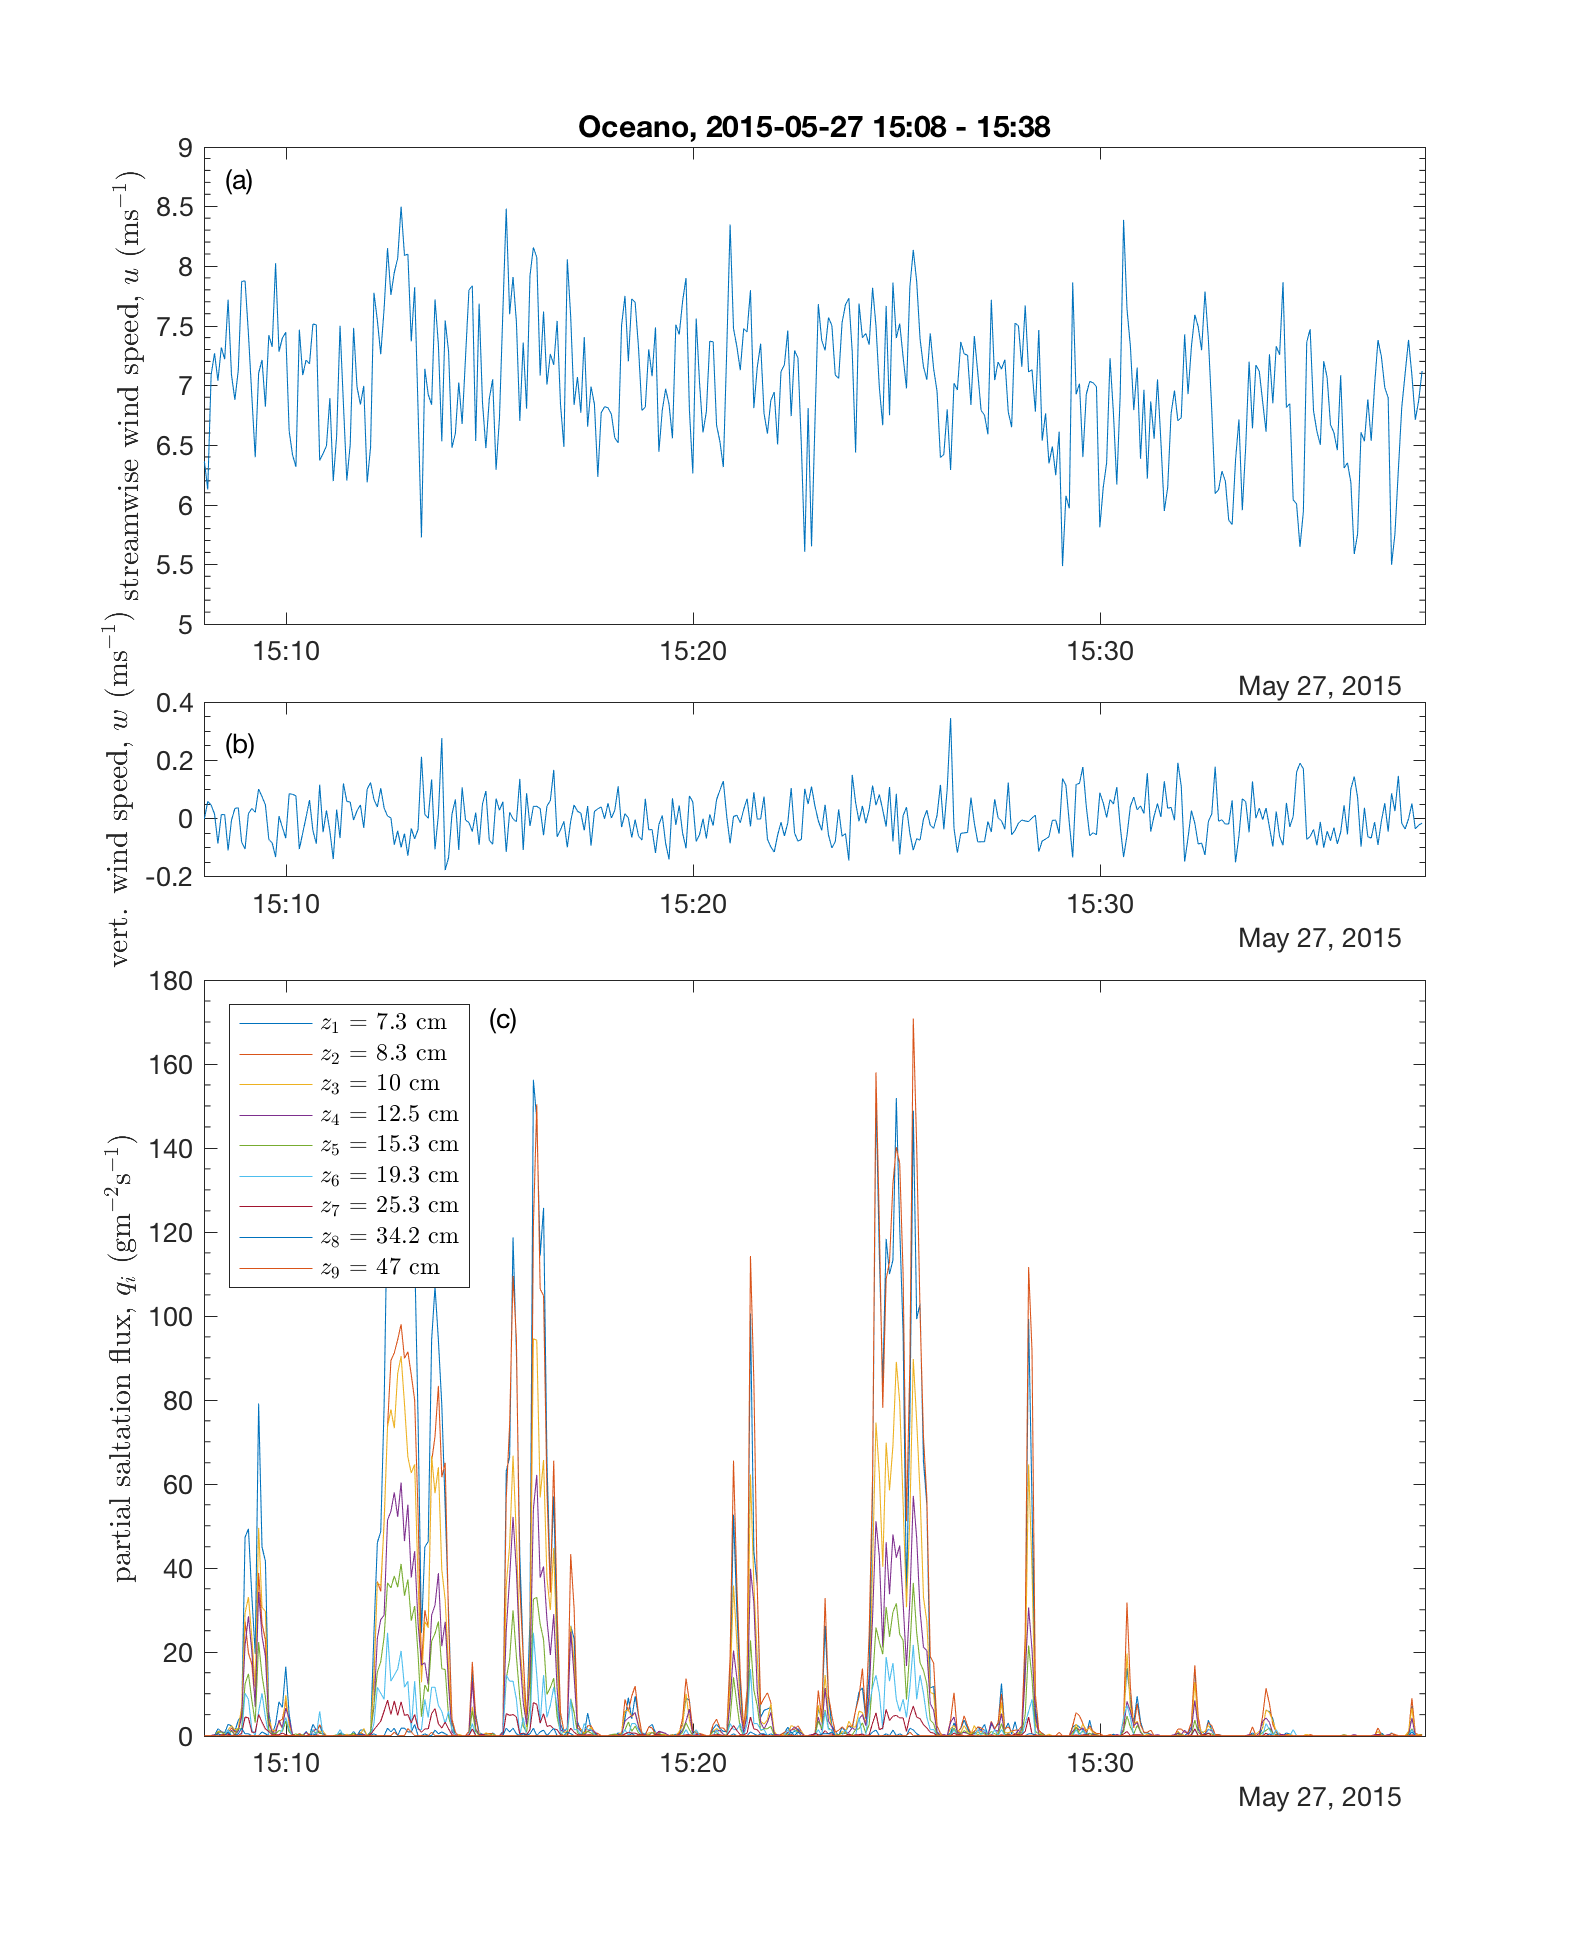 Oceano, 2015-05-27 15:08 - 15:38
(a)
streamwise wind speed, u (ms⁻¹)
9
8.5
8
7.5
7
6.5
6
5.5
5
15:10 15:20 15:30
May 27, 2015
(b)
vert. wind speed, w (ms⁻¹)
0.4
0.2
0
-0.2
15:10 15:20 15:30
May 27, 2015
(c)
partial saltation flux, qᵢ (gm⁻²s⁻¹)
180
160
140
120
100
80
60
40
20
0
z₁ = 7.3 cm
z₂ = 8.3 cm
z₃ = 10 cm
z₄ = 12.5 cm
z₅ = 15.3 cm
z₆ = 19.3 cm
z₇ = 25.3 cm
z₈ = 34.2 cm
z₉ = 47 cm
15:10 15:20 15:30
May 27, 2015